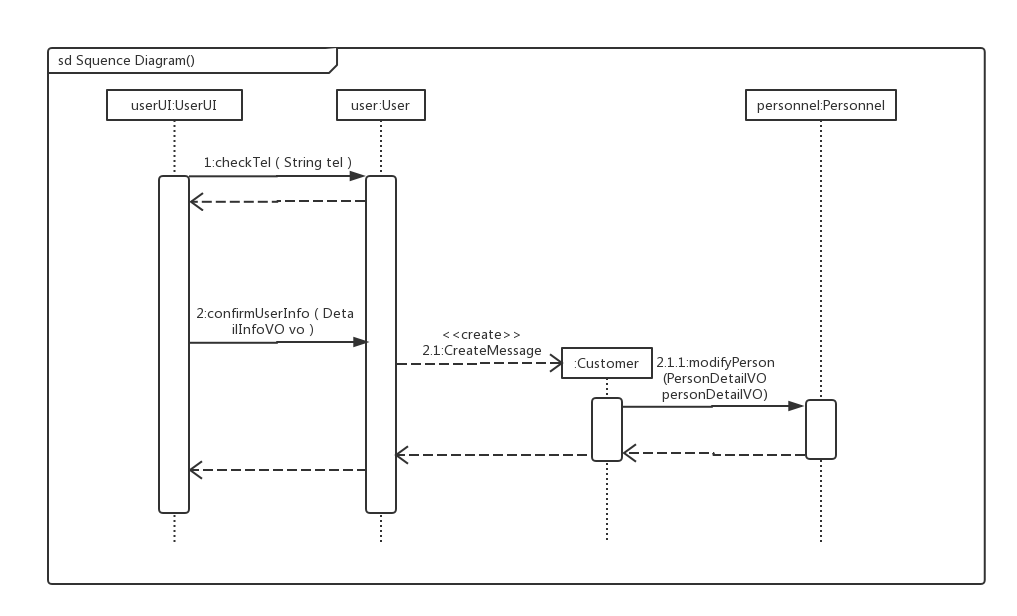 sd Squence Diagram()
userUI:UserUI
user:User
personnel:Personnel
1:checkTel ( String tel )
2:confirmUserInfo ( Deta
ilInfoVO vo )
<<create>>
2.1:CreateMessage
:Customer
2.1.1:modifyPerson
(PersonDetailVO
personDetailVO)